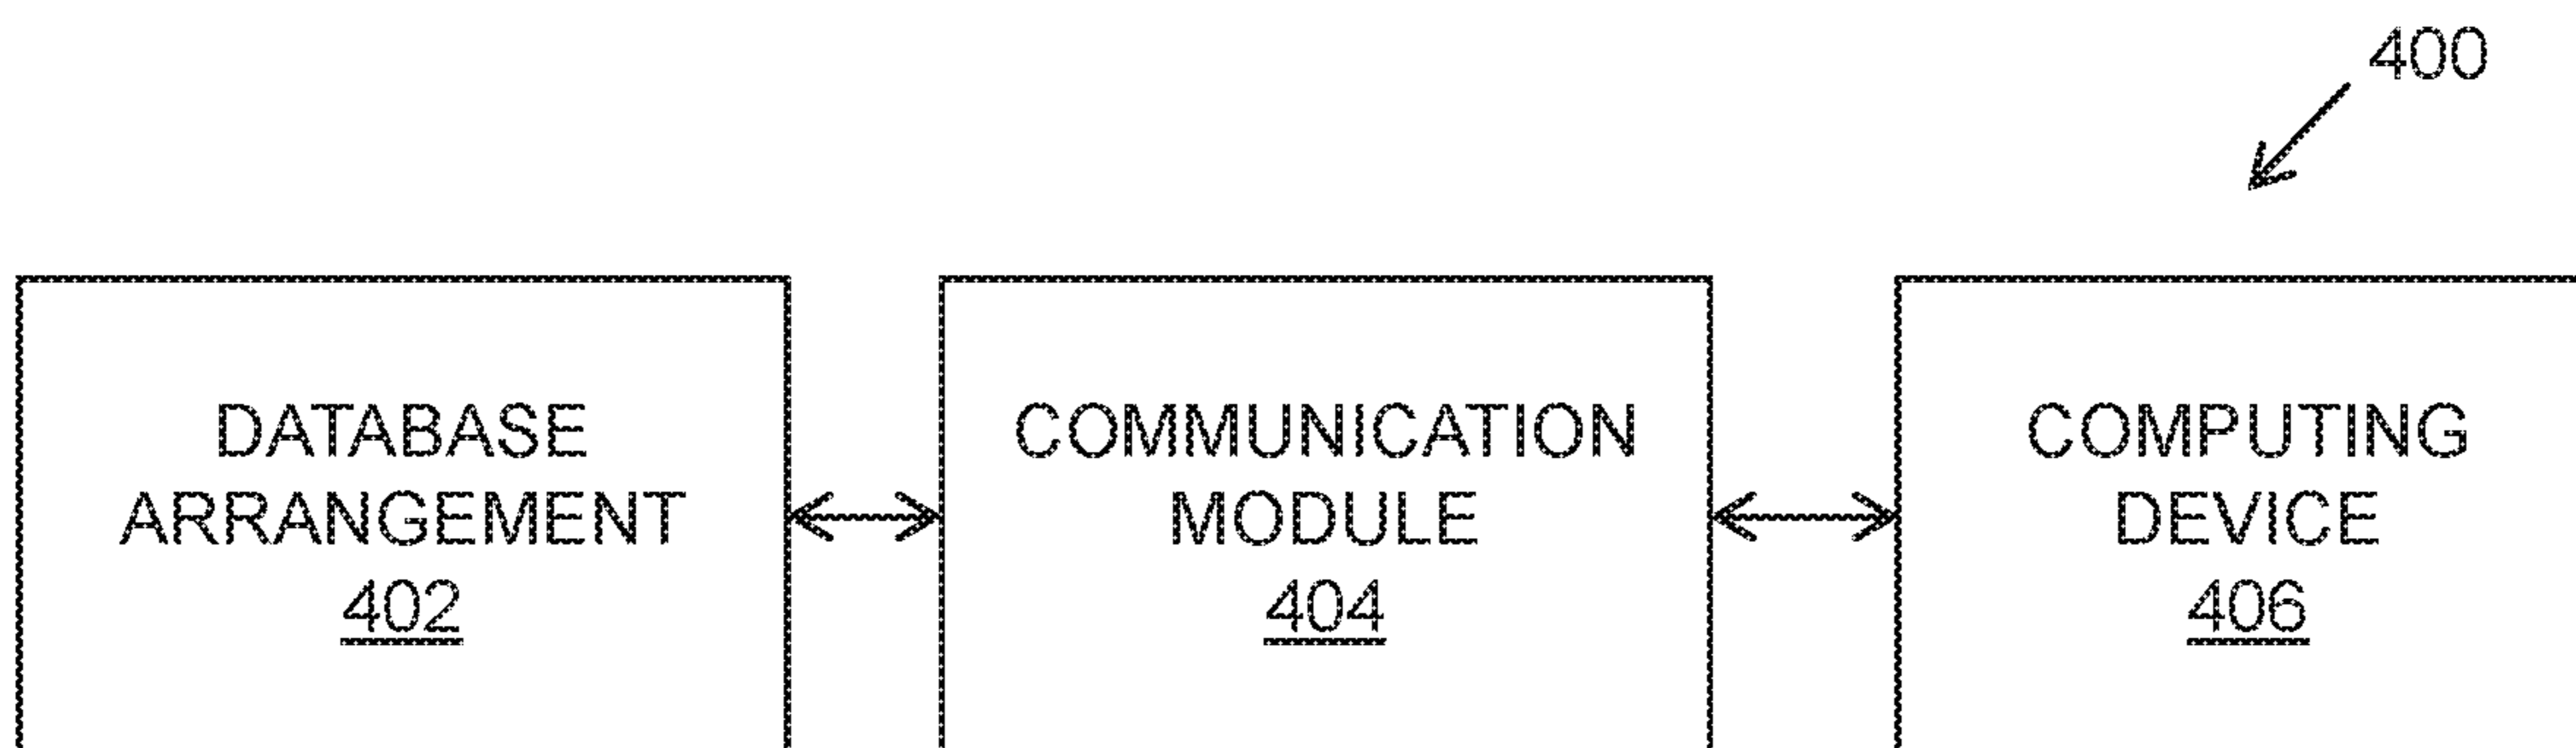 400
DATABASE
ARRANGEMENT
402
COMMUNICATION
MODULE
404
COMPUTING
DEVICE
406